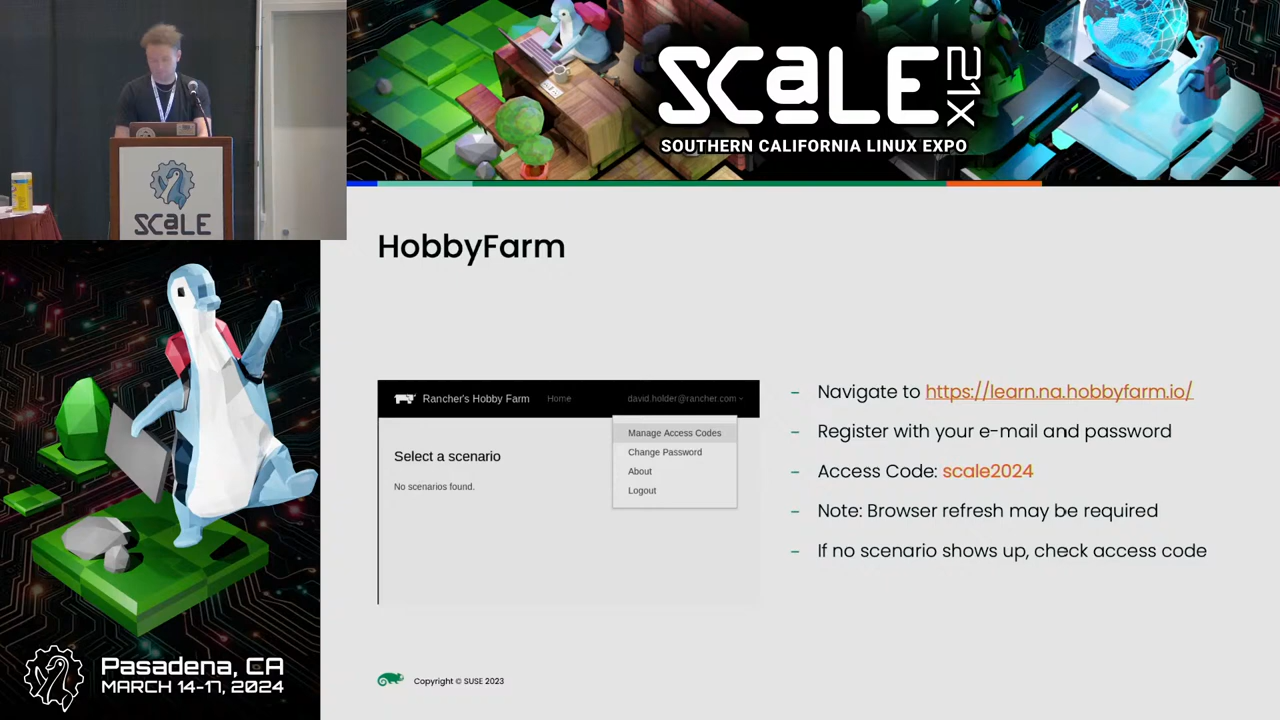 SCALE
21X
SOUTHERN CALIFORNIA LINUX EXPO
SCALE
HobbyFarm
Rancher's Hobby Farm
Home
david.holder@rancher.com
Manage Access Codes
Change Password
About
Logout
Select a scenario
No scenarios found.
– Navigate to https://learn.na.hobbyfarm.io/
– Register with your e-mail and password
– Access Code: scale2024
– Note: Browser refresh may be required
– If no scenario shows up, check access code
Pasadena, CA
MARCH 14-17, 2024
Copyright © SUSE 2023